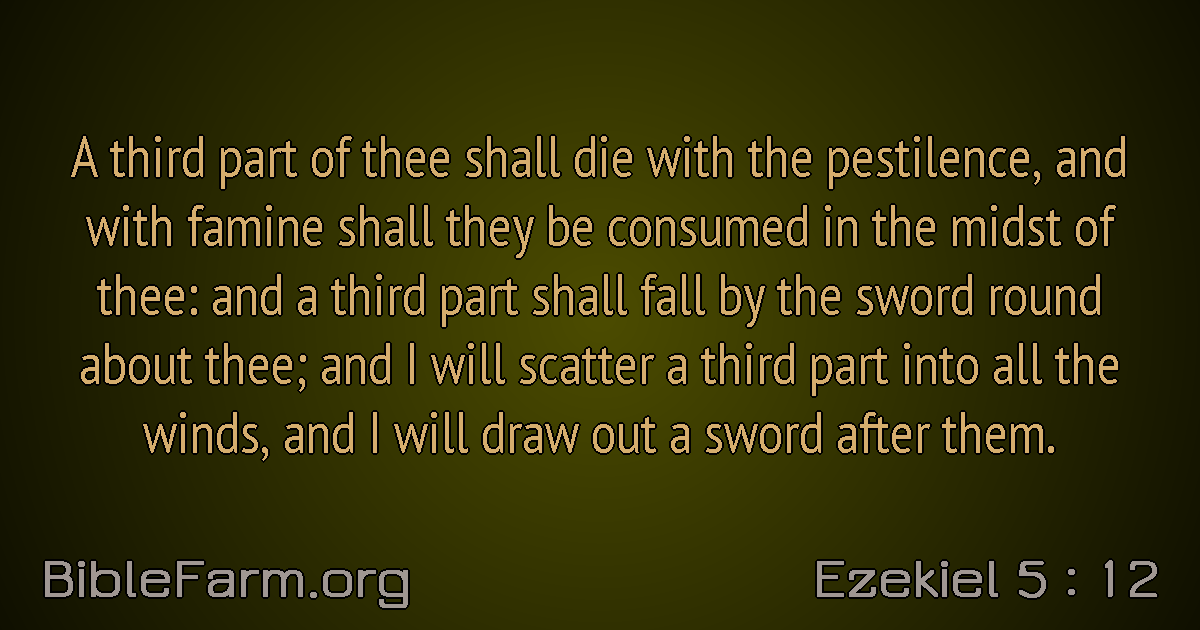 A third part of thee shall die with the pestilence, and
with famine shall they be consumed in the midst of
thee: and a third part shall fall by the sword round
about thee; and I will scatter a third part into all the
winds, and I will draw out a sword after them.
BibleFarm.org
Ezekiel 5 : 12